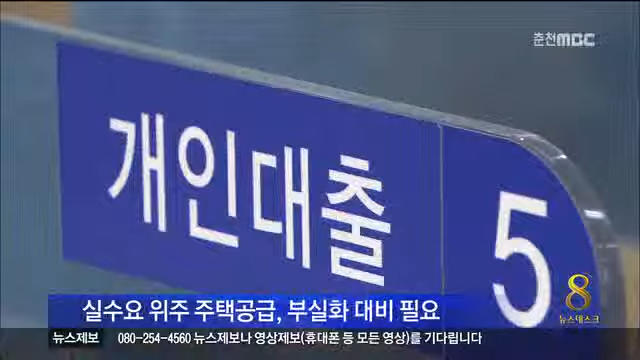 춘천MBC
개인대출 5
실수요 위주 주택공급, 부실화 대비 필요
8
뉴스데스크
뉴스제보 080-254-4560 뉴스제보나 영상제보(휴대폰 등 모든 영상)를 기다립니다